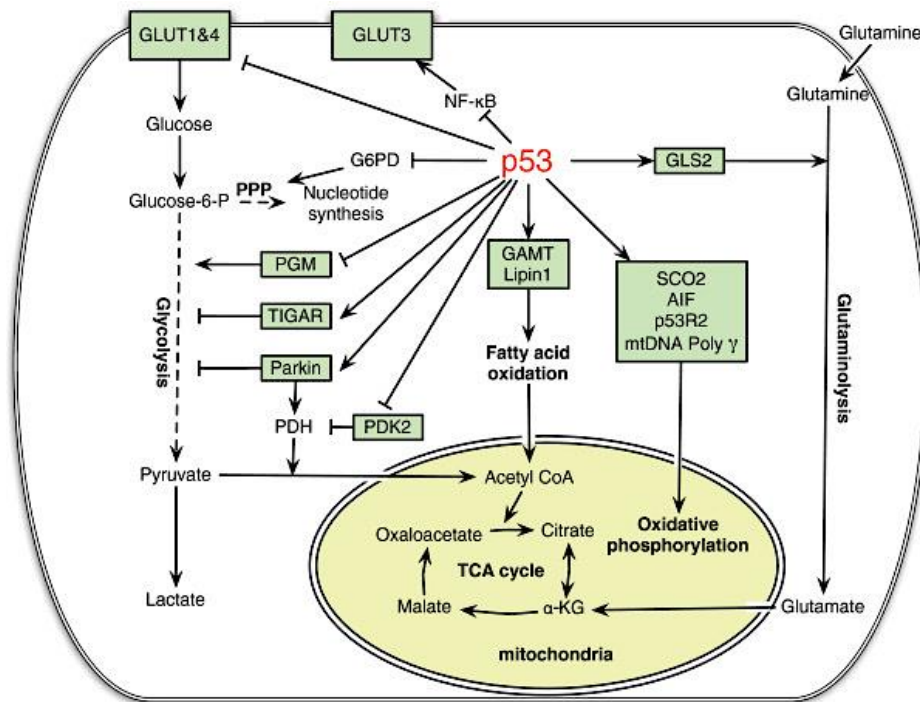 GLUT1&4
GLUT3
Glutamine
NF-κB
Glutamine
Glucose
p53
GLS2
G6PD
PPP
Glucose-6-P
Nucleotide
synthesis
PGM
GAMT
Lipin1
SCO2
AIF
p53R2
mtDNA Poly γ
TIGAR
Glycolysis
Glutaminolysis
Fatty acid
oxidation
Parkin
PDH
PDK2
Pyruvate
Acetyl CoA
Oxaloacetate
Citrate
Oxidative
phosphorylation
TCA cycle
Lactate
Malate
α-KG
Glutamate
mitochondria